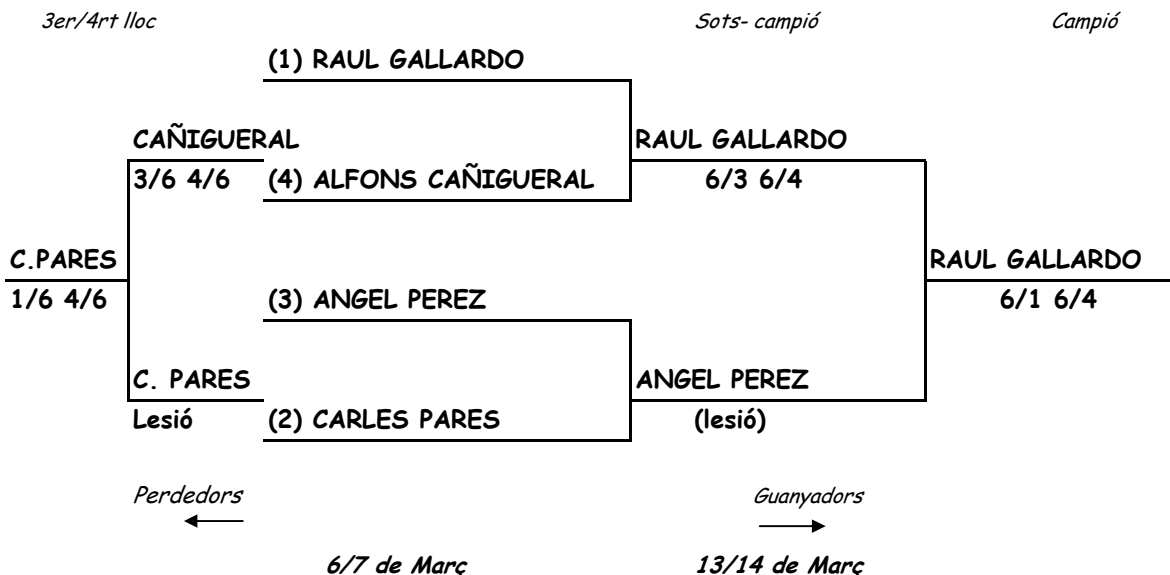 3er/4rt lloc
Sots- campió
Campió
(1) RAUL GALLARDO
CAÑIGUERAL
RAUL GALLARDO
3/6 4/6
(4) ALFONS CAÑIGUERAL
6/3 6/4
C.PARES
RAUL GALLARDO
1/6 4/6
(3) ANGEL PEREZ
6/1 6/4
C. PARES
ANGEL PEREZ
Lesió
(2) CARLES PARES
(lesió)
Perdedors
Guanyadors
6/7 de Març
13/14 de Març